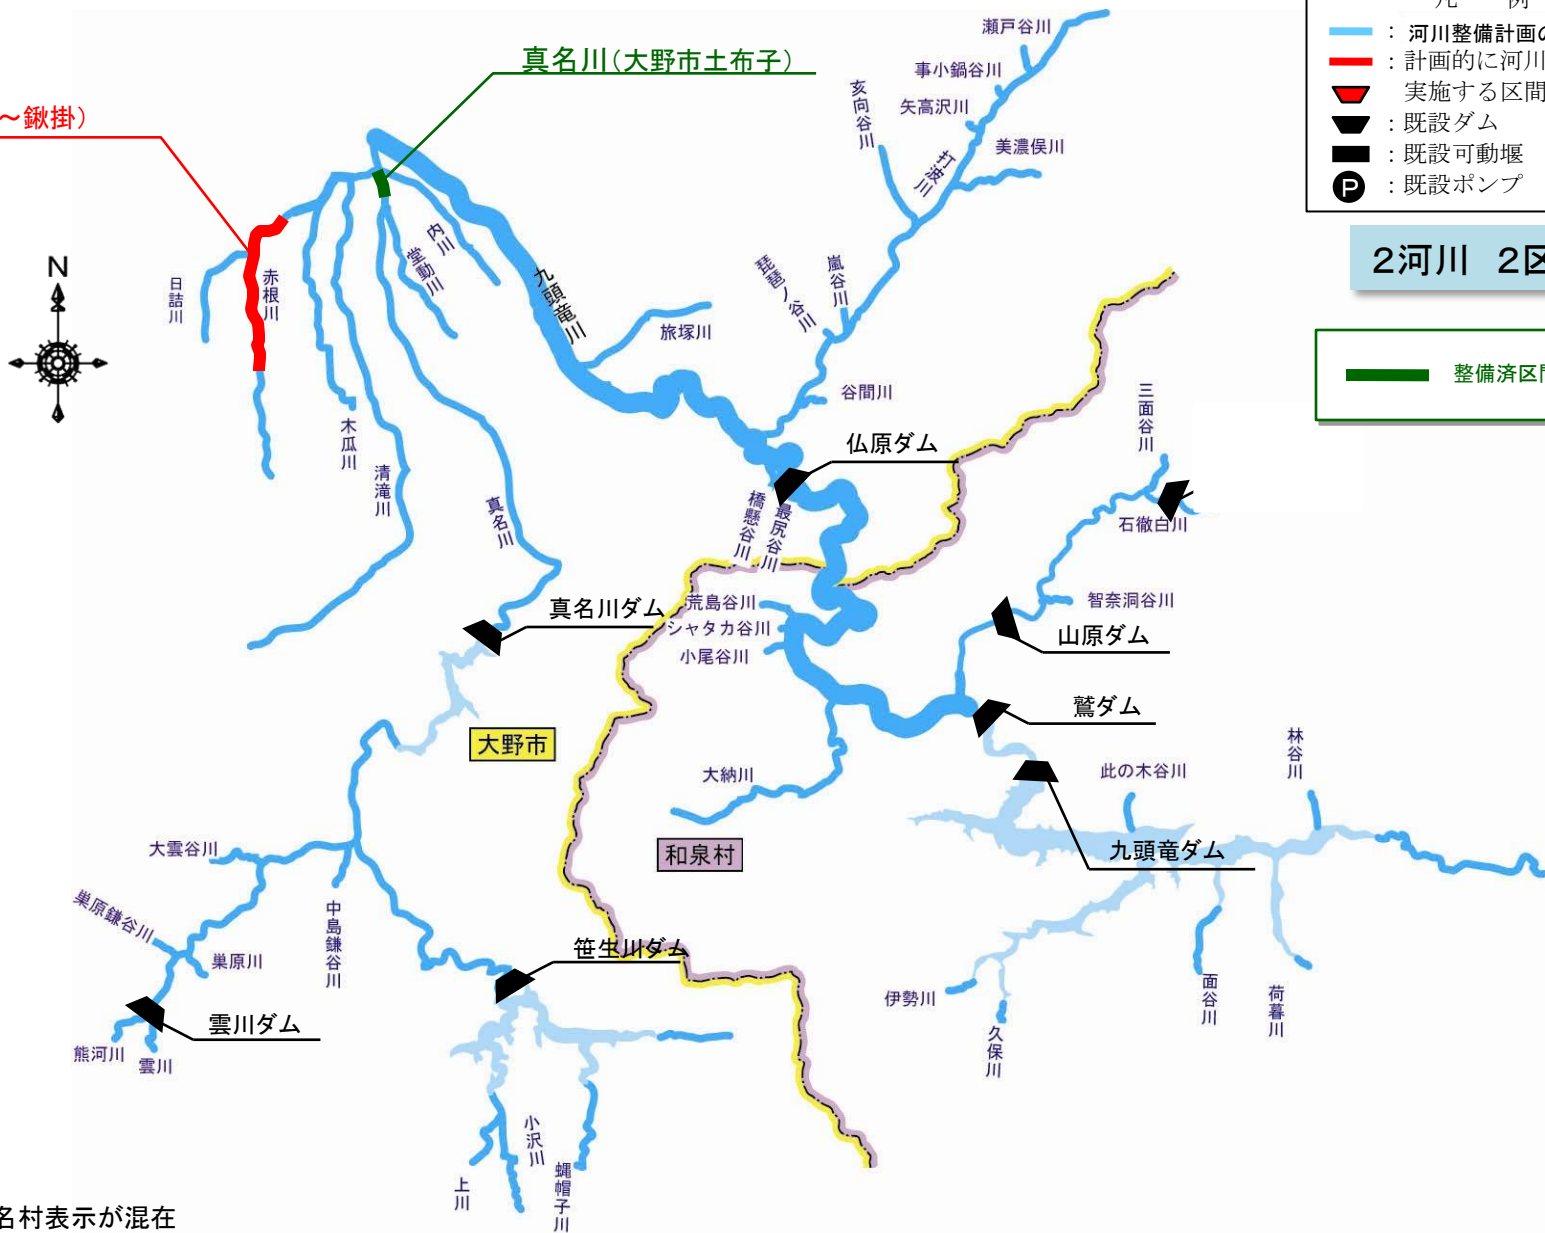 凡 例
: 河川整備計画の
: 計画的に河川
実施する区間
: 既設ダム
: 既設可動堰
P : 既設ポンプ
2河川 2区
整備済区間
真名川(大野市土布子)
～鍬掛)
N
瀬戸谷川
事小鍋谷川
矢高沢川
亥向谷川
美濃俣川
打波川
内川
堂動川
九頭竜川
琵琶ノ谷川
嵐谷川
日詰川
赤根川
旅塚川
谷間川
三面谷川
木瓜川
清滝川
真名川
仏原ダム
橋懸谷川
最尻谷川
石徹白川
智奈洞谷川
山原ダム
真名川ダム
荒島谷川
シャタカ谷川
小尾谷川
鷲ダム
大野市
大納川
此の木谷川
林谷川
和泉村
九頭竜ダム
大雲谷川
巣原鎌谷川
巣原川
中島鎌谷川
笹生川ダム
雲川ダム
熊河川
雲川
伊勢川
久保川
面谷川
荷暮川
小沢川
上川
蝿帽子川
名村表示が混在